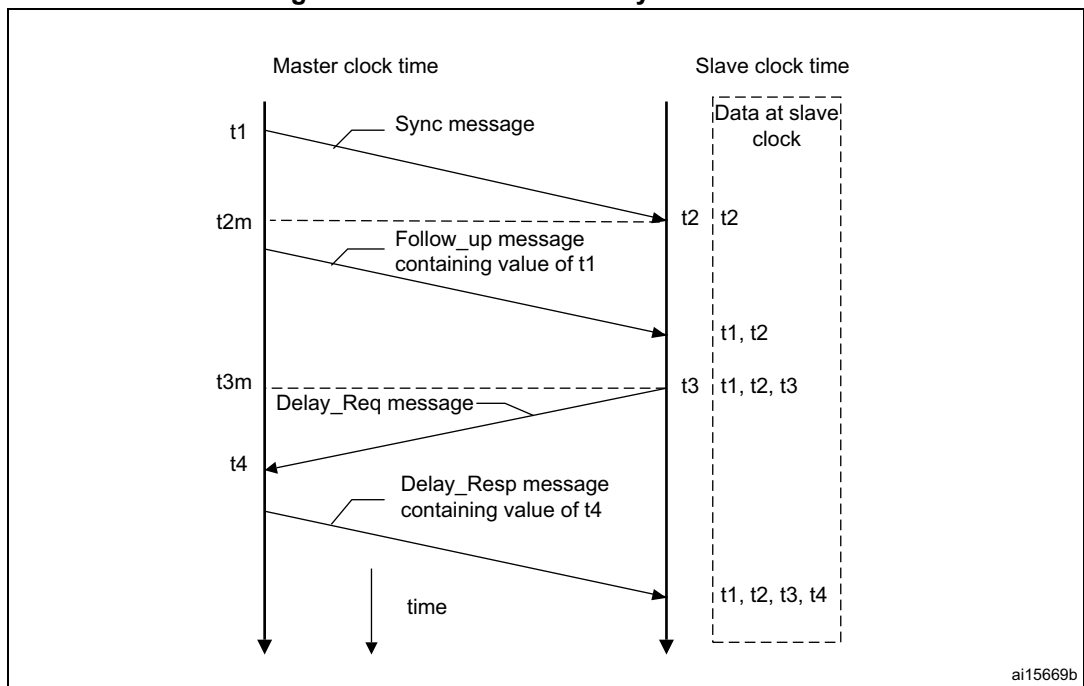 Master clock time
Slave clock time
Data at slave
clock
t1
Sync message
t2m
t2
t2
Follow_up message
containing value of t1
t1, t2
t3m
t3
t1, t2, t3
Delay_Req message
t4
Delay_Resp message
containing value of t4
t1, t2, t3, t4
time
ai15669b